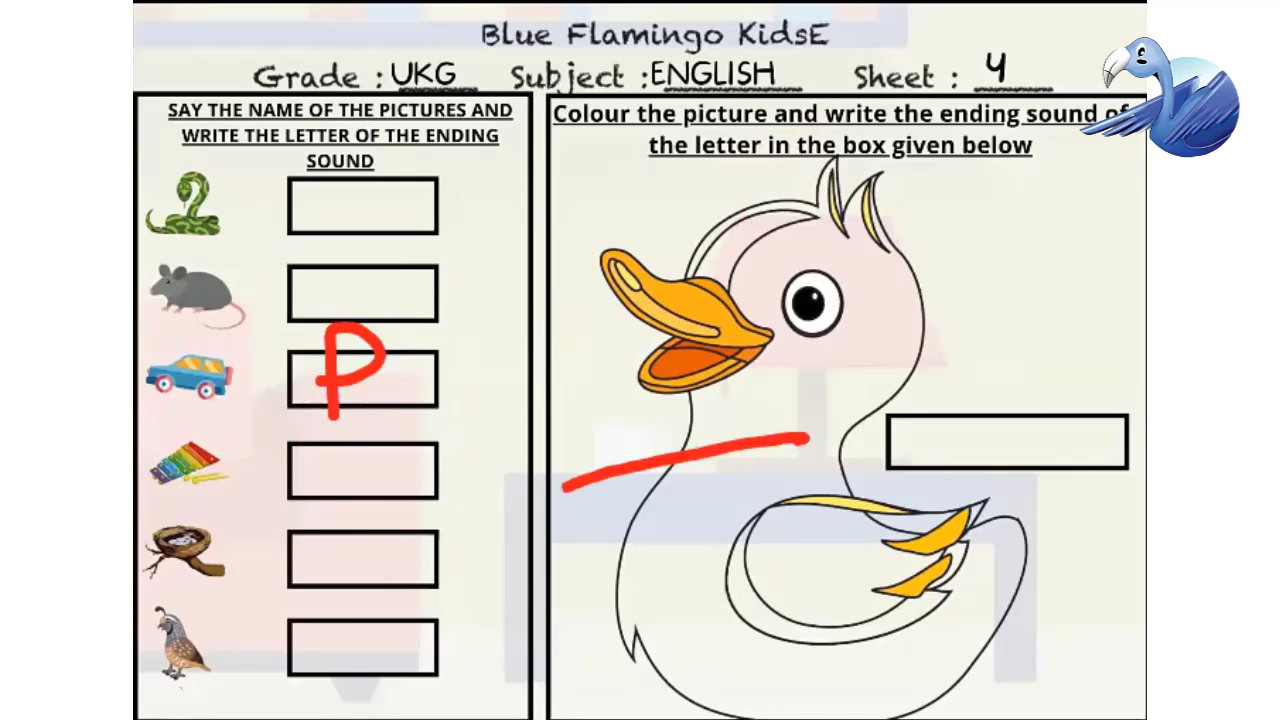 Blue Flamingo KidsE
Grade : UKG Subject : ENGLISH Sheet : 4
SAY THE NAME OF THE PICTURES AND
WRITE THE LETTER OF THE ENDING
SOUND
P
Colour the picture and write the ending sound of
the letter in the box given below